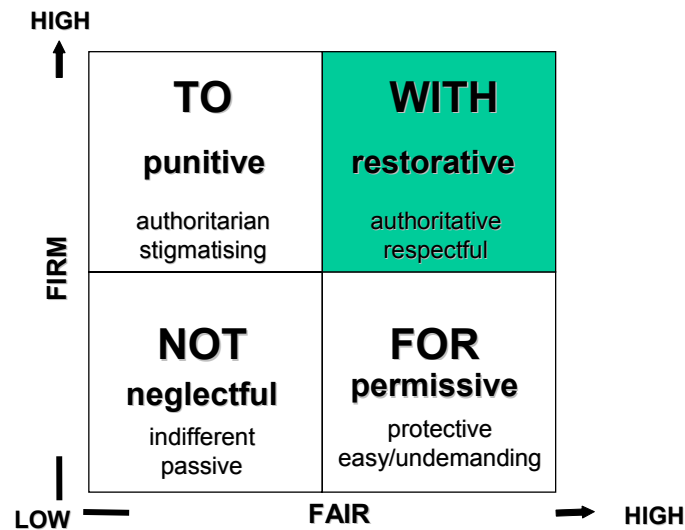 HIGH
TO
punitive
authoritarian
stigmatising
WITH
restorative
authoritative
respectful
FIRM
NOT
neglectful
indifferent
passive
FOR
permissive
protective
easy/undemanding
LOW
FAIR
HIGH